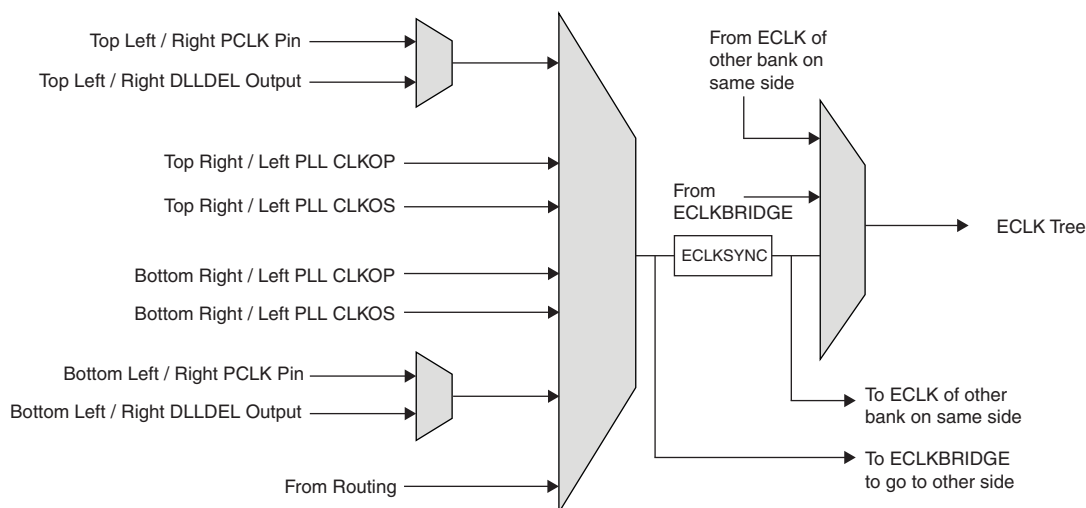 Top Left / Right PCLK Pin
Top Left / Right DLLDEL Output
Top Right / Left PLL CLKOP
Top Right / Left PLL CLKOS
Bottom Right / Left PLL CLKOP
Bottom Right / Left PLL CLKOS
Bottom Left / Right PCLK Pin
Bottom Left / Right DLLDEL Output
From Routing
From ECLK of
other bank on
same side
From
ECLKBRIDGE
ECLKSYNC
ECLK Tree
To ECLK of other
bank on same side
To ECLKBRIDGE
to go to other side